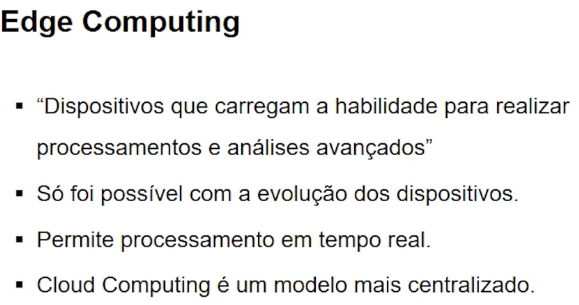 Edge Computing
▪ “Dispositivos que carregam a habilidade para realizar
processamentos e análises avançados”
▪ Só foi possível com a evolução dos dispositivos.
▪ Permite processamento em tempo real.
▪ Cloud Computing é um modelo mais centralizado.